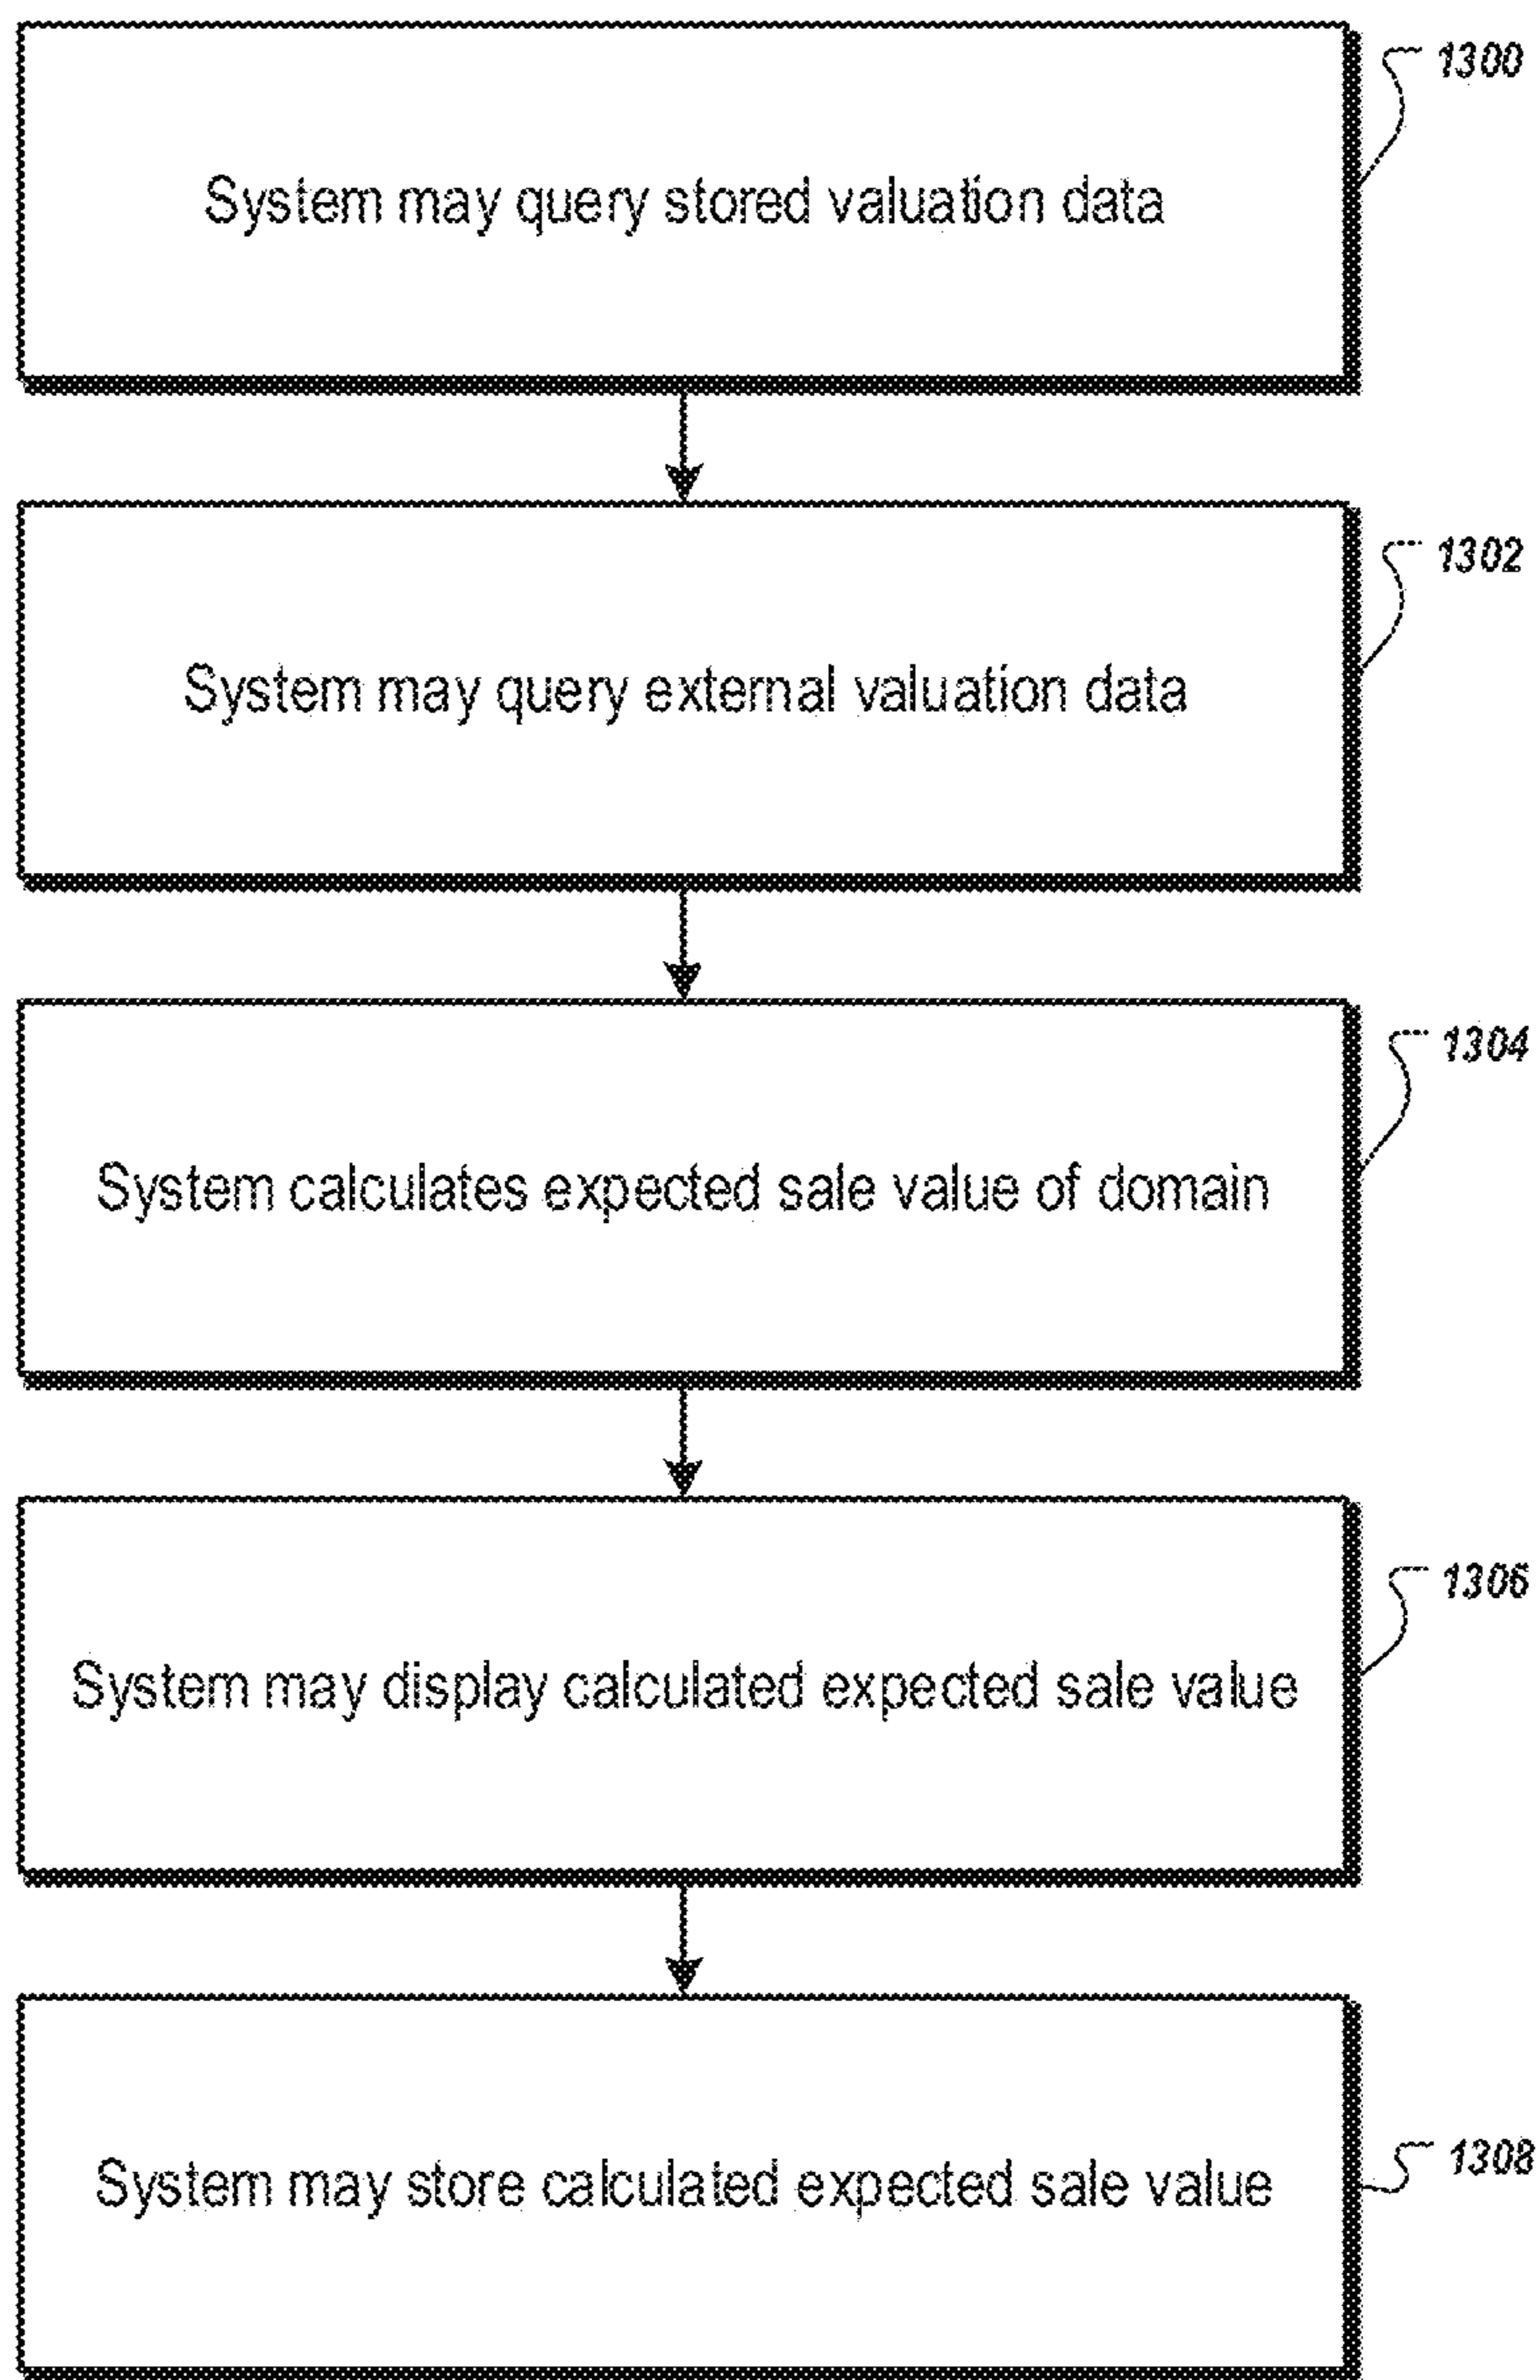 1300
System may query stored valuation data
1302
System may query external valuation data
1304
System calculates expected sale value of domain
1306
System may display calculated expected sale value
1308
System may store calculated expected sale value